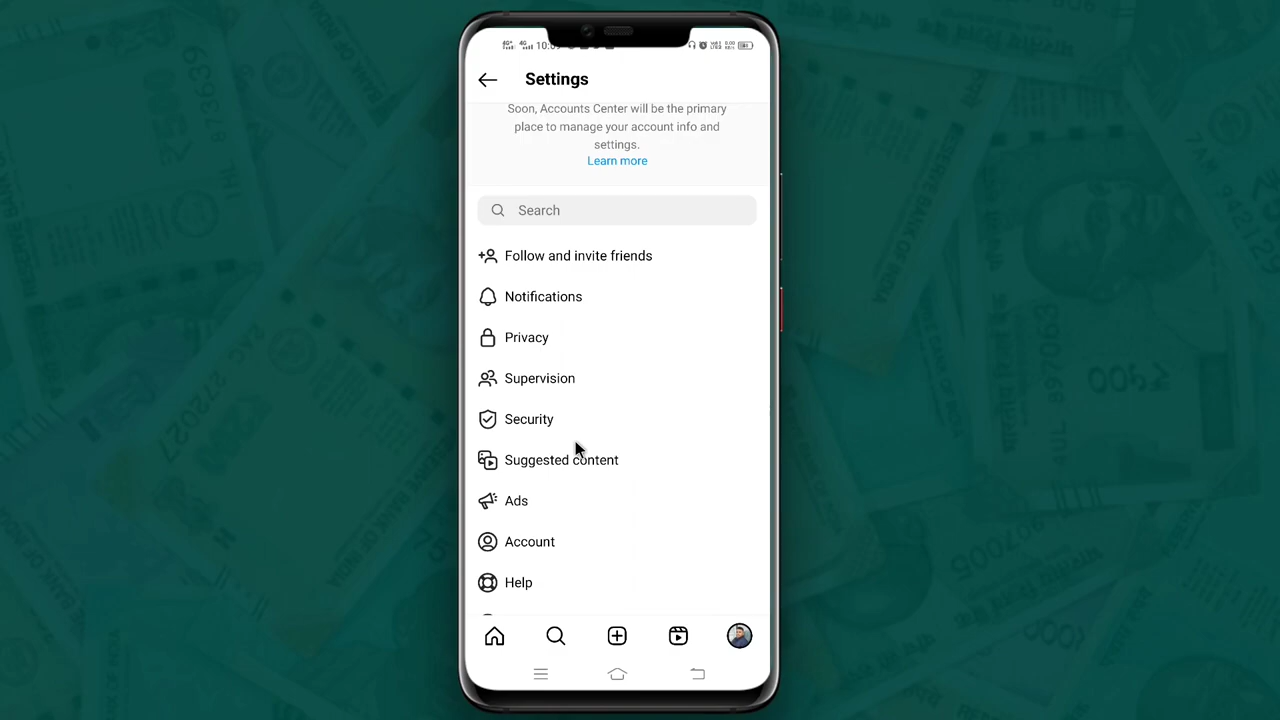 Settings
Soon, Accounts Center will be the primary
place to manage your account info and
settings.
Learn more
Search
Follow and invite friends
Notifications
Privacy
Supervision
Security
Suggested content
Ads
Account
Help